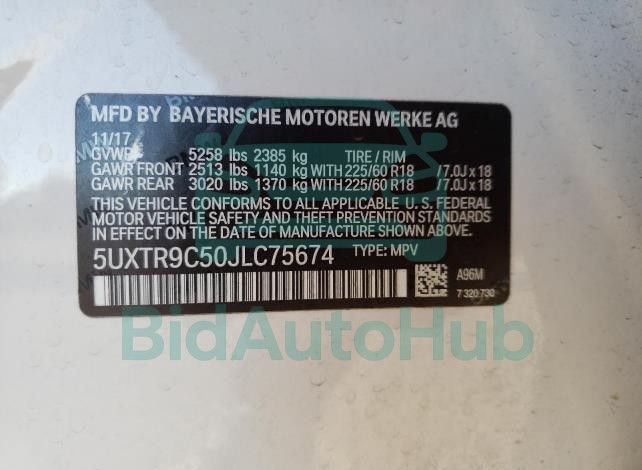 MFD BY BAYERISCHE MOTOREN WERKE AG
11/17
GVWR 5258 lbs 2385 kg TIRE / RIM
GAWR FRONT 2513 lbs 1140 kg WITH 225/60 R18 /7.0J x 18
GAWR REAR 3020 lbs 1370 kg WITH 225/60 R18 /7.0J x 18
THIS VEHICLE CONFORMS TO ALL APPLICABLE U. S. FEDERAL
MOTOR VEHICLE SAFETY AND THEFT PREVENTION STANDARDS
IN EFFECT ON THE DATE OF MANUFACTURE SHOWN ABOVE.
5UXTR9C50JLC75674 TYPE: MPV
A96M
7 320 730
BidAutoHub